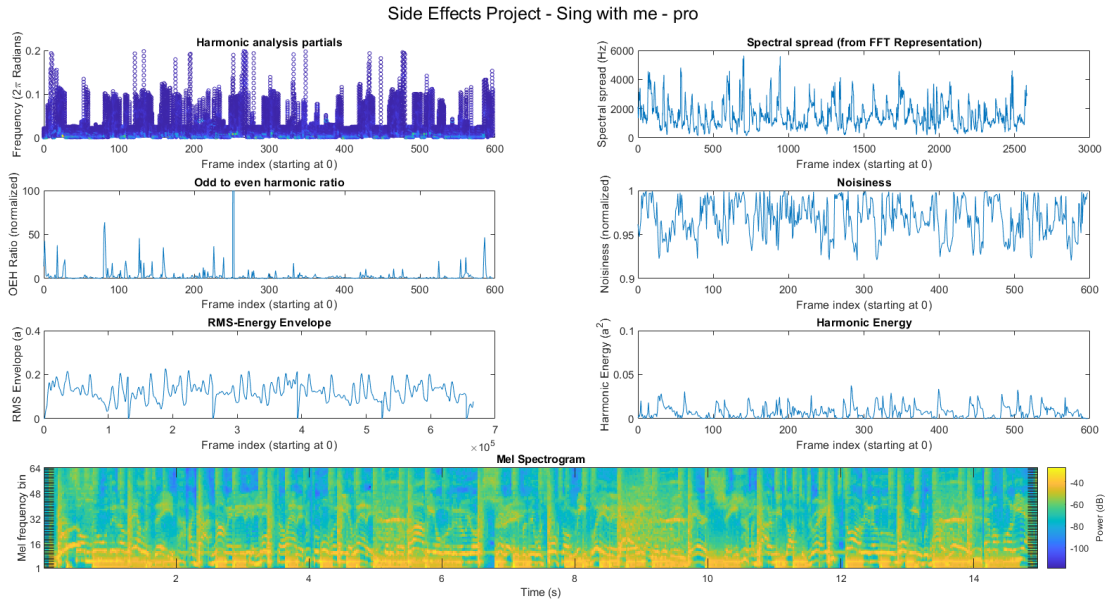 Side Effects Project - Sing with me - pro
Harmonic analysis partials
Frequency (2π Radians)
0.2
0.1
0
0 100 200 300 400 500 600
Frame index (starting at 0)
Spectral spread (from FFT Representation)
Spectral spread (Hz)
6000
4000
2000
0
0 500 1000 1500 2000 2500 3000
Frame index (starting at 0)
Odd to even harmonic ratio
OEH Ratio (normalized)
100
50
0
0 100 200 300 400 500 600
Frame index (starting at 0)
Noisiness
Noisiness (normalized)
1
0.95
0.9
0 100 200 300 400 500 600
Frame index (starting at 0)
RMS-Energy Envelope
RMS Envelope (a)
0.4
0.2
0
0 1 2 3 4 5 6 7
×10^5
Frame index (starting at 0)
Harmonic Energy
Harmonic Energy (a²)
0.1
0.05
0
0 100 200 300 400 500 600
Frame index (starting at 0)
Mel Spectrogram
Mel frequency bin
64
48
32
16
1
2 4 6 8 10 12 14
Time (s)
-40
-60
-80
-100
Power (dB)